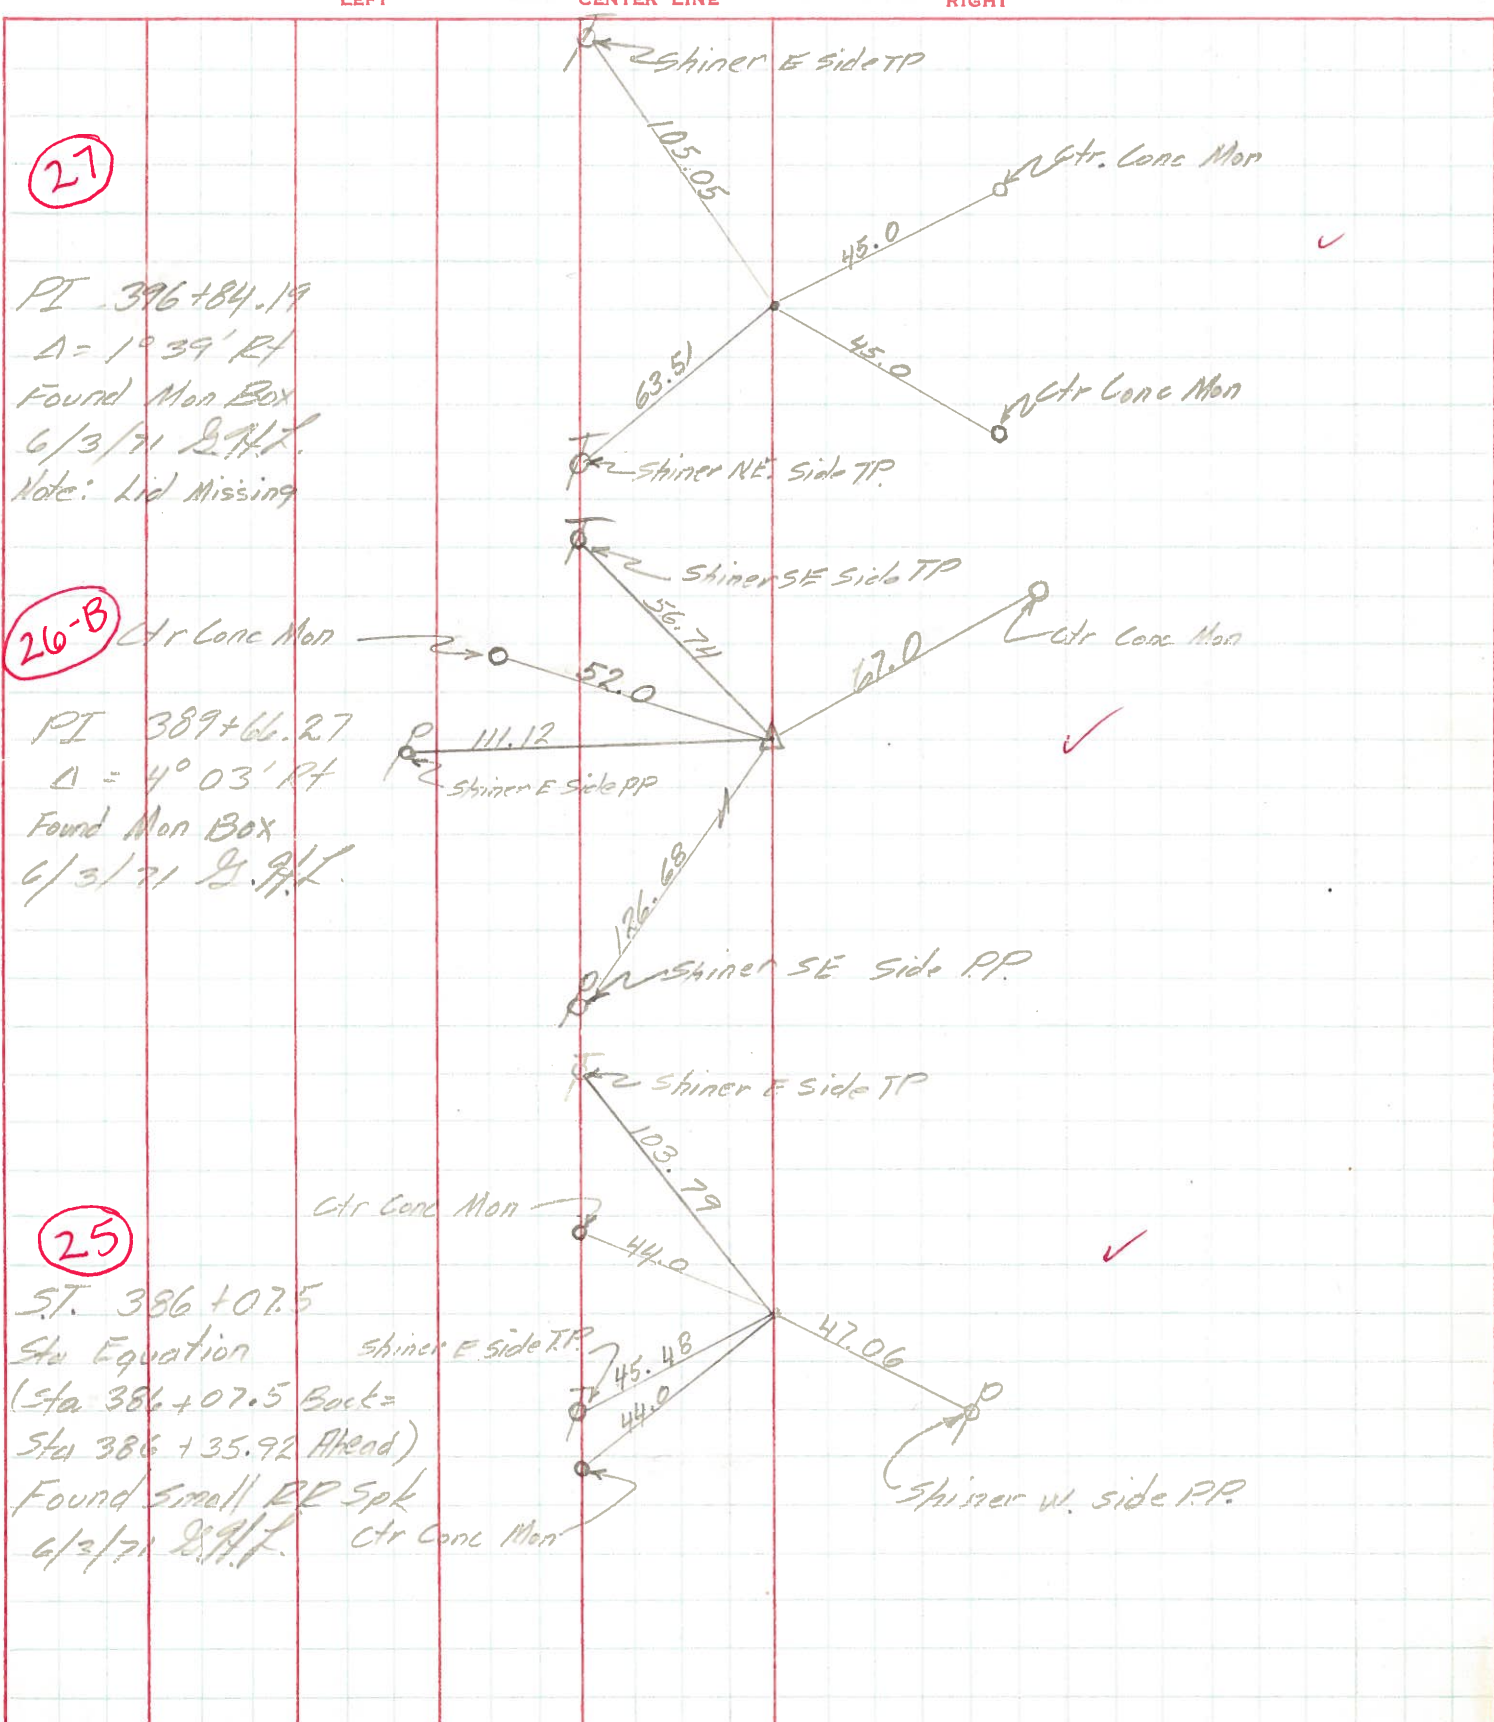 LEFT CENTER LINE RIGHT
Shiner E Side TP
105.05
27
Ctr. Conc Mon
45.0
PI 396+84.19
Δ = 1° 39' Rt
Found Mon Box
6/3/71 G.H.L.
Note: Lid Missing
63.51
45.0
Ctr Conc Mon
Shiner NE. Side TP.
Shiner SE Side TP
56.74
26-B
Ctr Conc Mon
52.0
67.0
Ctr Conc Mon
PI 389+66.27
Δ = 4° 03' Rt
Found Mon Box
6/3/71 G.H.L.
P
111.12
Shiner E Side PP
126.68
Shiner SE Side P.P.
Shiner E Side TP
103.79
Ctr Conc Mon
44.0
25
S.T. 386+07.5
Sta Equation
(Sta 386+07.5 Back =
Sta 386+35.92 Ahead)
Found Small RR Spk
6/3/71 G.H.L.
Shiner E side T.P.
45.48
44.0
Ctr Conc Mon
47.06
P
Shiner W. side P.P.